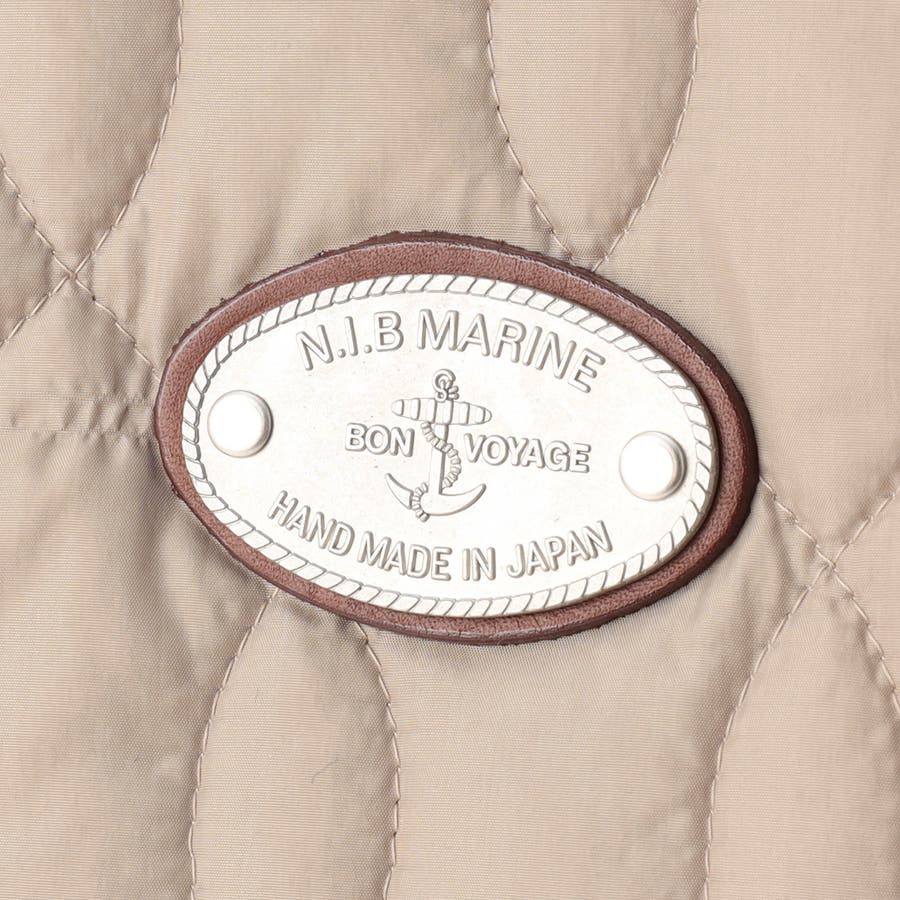 N.I.B MARINE
BON VOYAGE
HAND MADE IN JAPAN